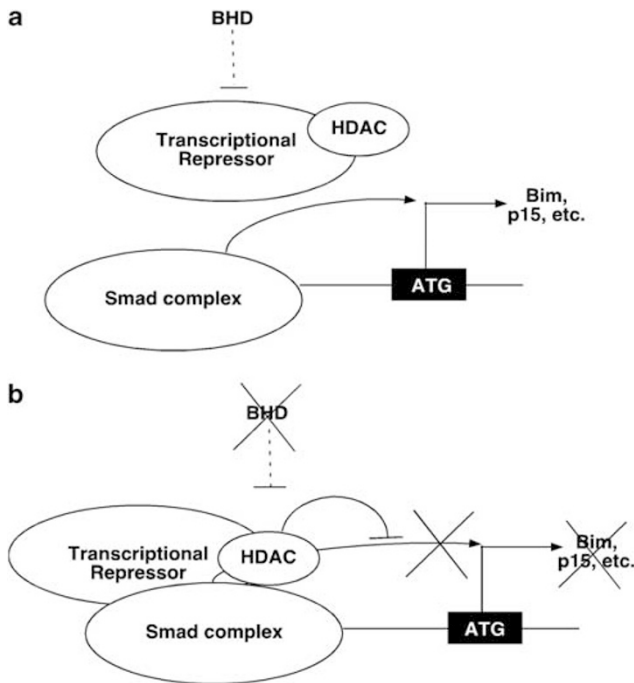 a
BHD
HDAC
Transcriptional
Repressor
Bim,
p15, etc.
ATG
Smad complex
b
BHD
HDAC
Transcriptional
Repressor
Bim,
p15, etc.
Smad complex
ATG